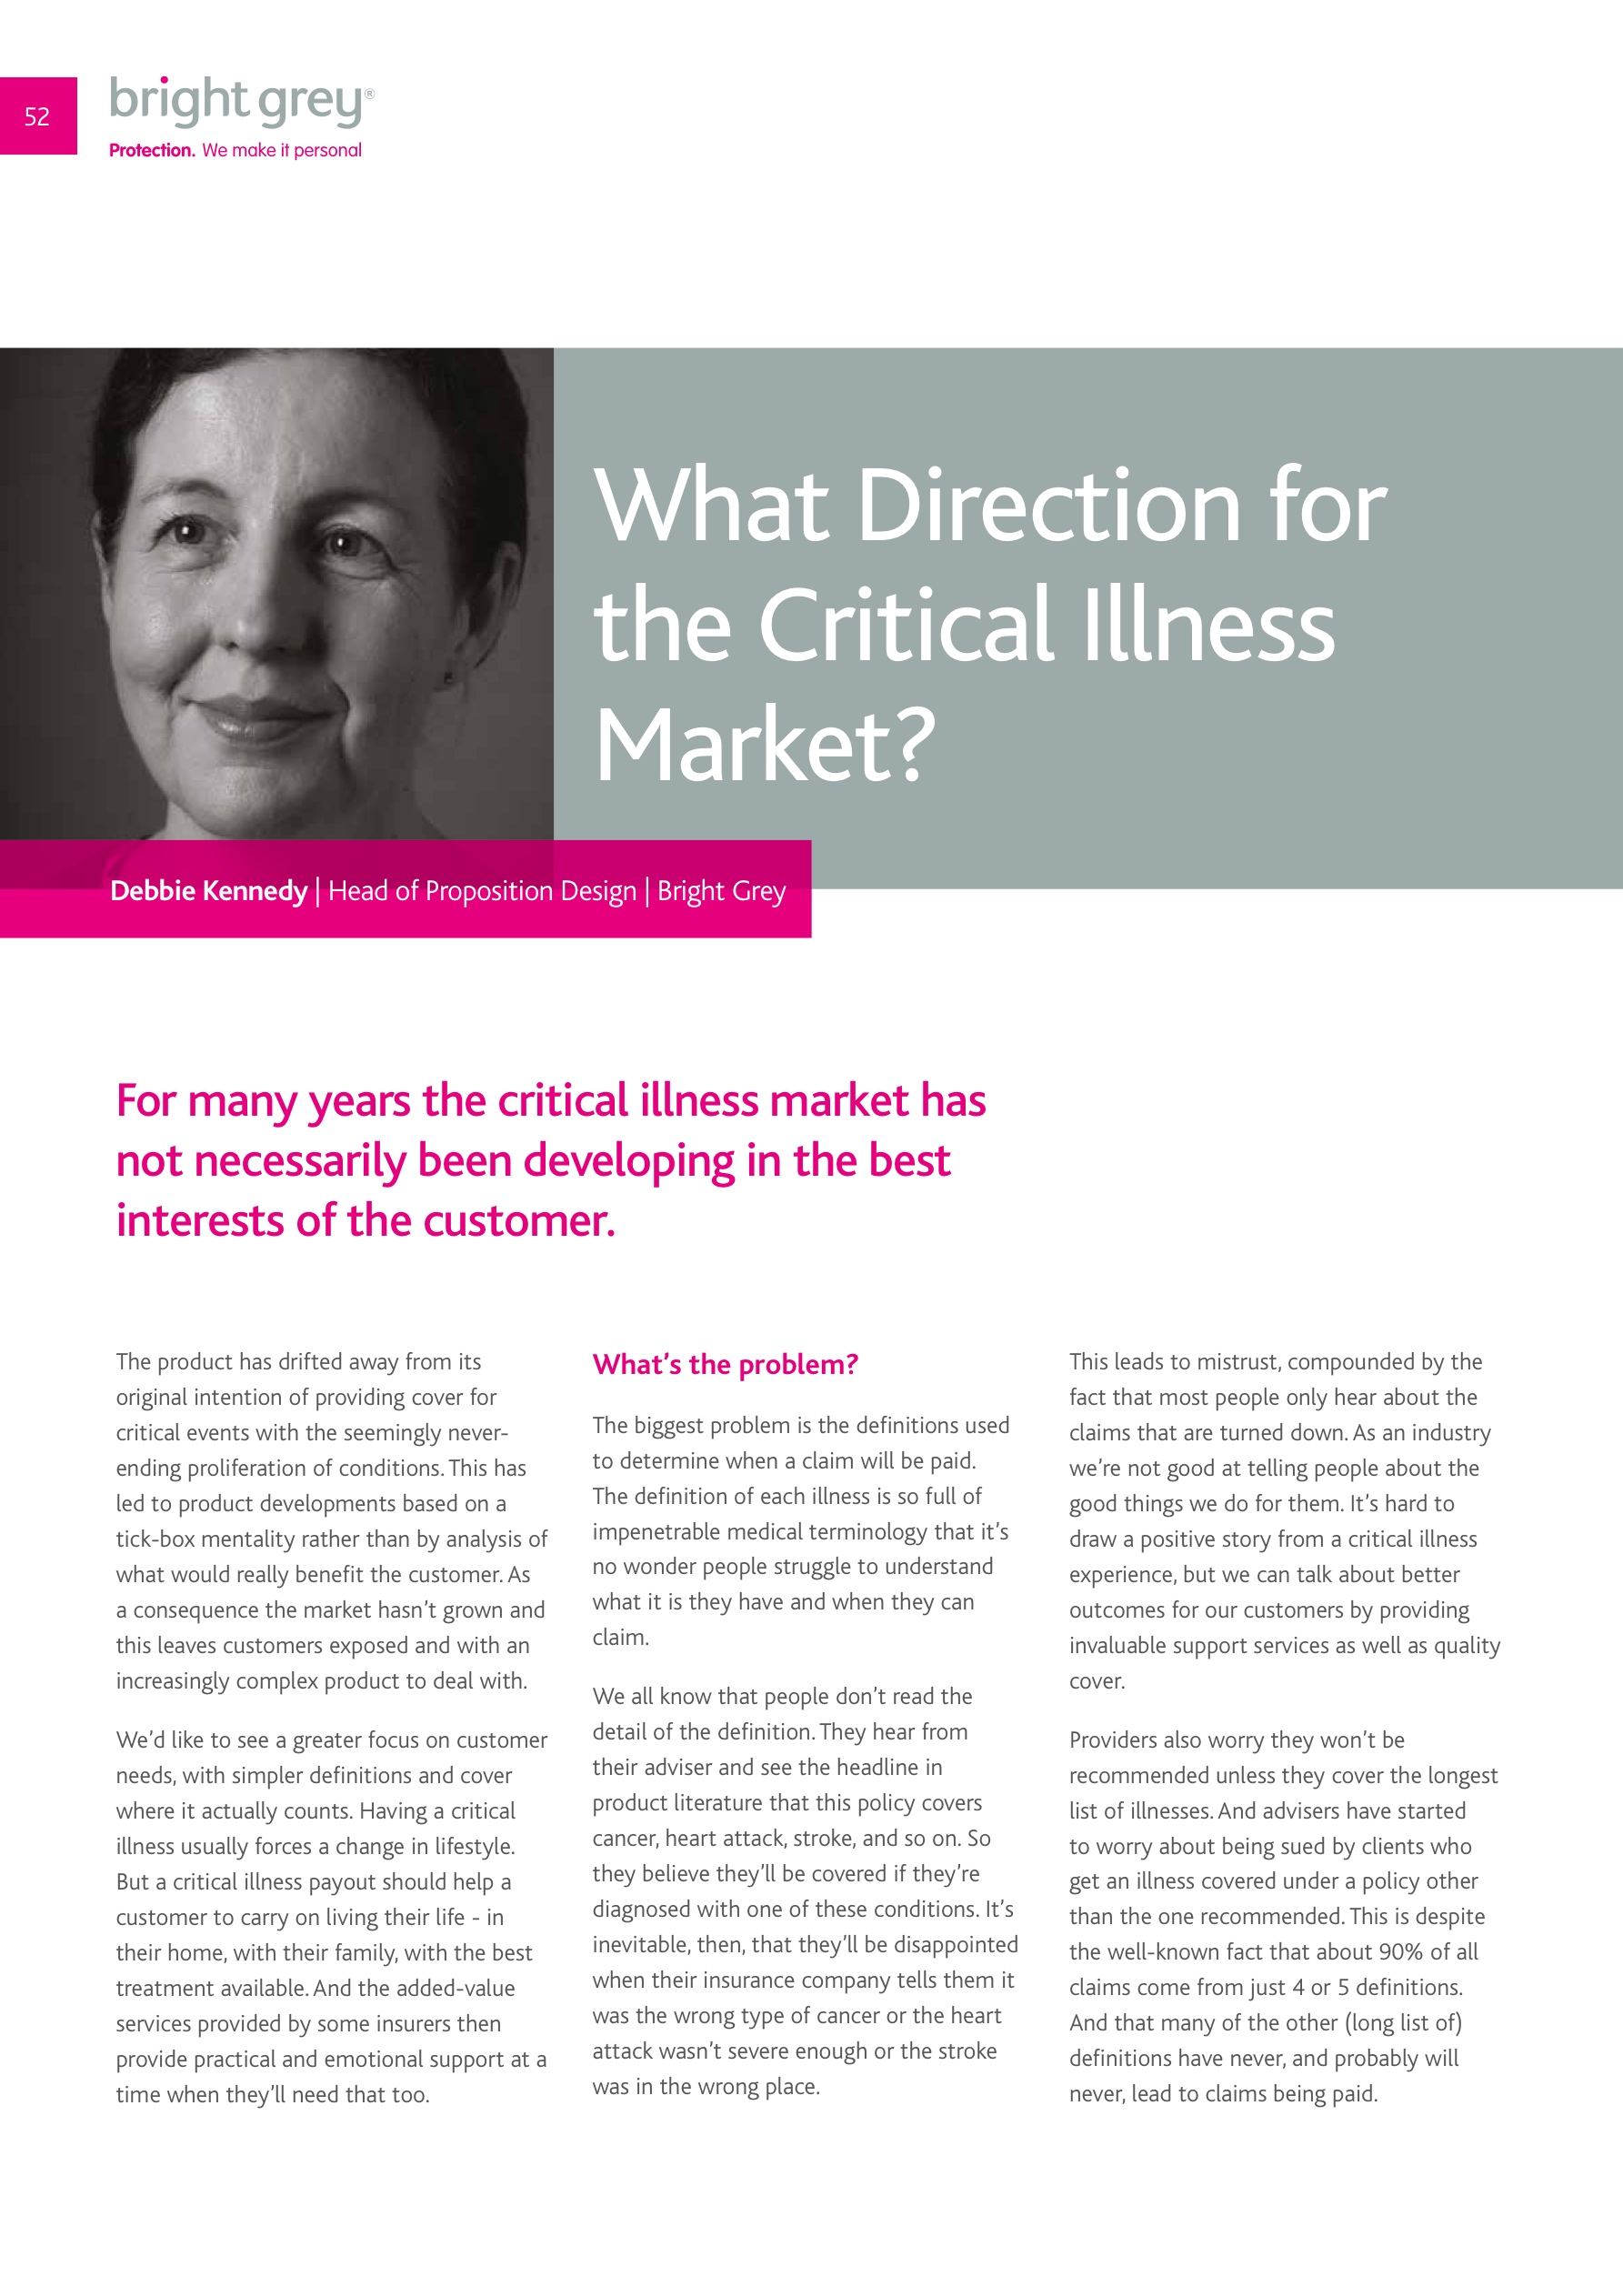 52
bright grey®
Protection. We make it personal
What Direction for
the Critical Illness
Market?
Debbie Kennedy | Head of Proposition Design | Bright Grey
For many years the critical illness market has
not necessarily been developing in the best
interests of the customer.
The product has drifted away from its
original intention of providing cover for
critical events with the seemingly never-
ending proliferation of conditions. This has
led to product developments based on a
tick-box mentality rather than by analysis of
what would really benefit the customer. As
a consequence the market hasn't grown and
this leaves customers exposed and with an
increasingly complex product to deal with.
We'd like to see a greater focus on customer
needs, with simpler definitions and cover
where it actually counts. Having a critical
illness usually forces a change in lifestyle.
But a critical illness payout should help a
customer to carry on living their life - in
their home, with their family, with the best
treatment available. And the added-value
services provided by some insurers then
provide practical and emotional support at a
time when they'll need that too.
What's the problem?
The biggest problem is the definitions used
to determine when a claim will be paid.
The definition of each illness is so full of
impenetrable medical terminology that it's
no wonder people struggle to understand
what it is they have and when they can
claim.
We all know that people don't read the
detail of the definition. They hear from
their adviser and see the headline in
product literature that this policy covers
cancer, heart attack, stroke, and so on. So
they believe they'll be covered if they're
diagnosed with one of these conditions. It's
inevitable, then, that they'll be disappointed
when their insurance company tells them it
was the wrong type of cancer or the heart
attack wasn't severe enough or the stroke
was in the wrong place.
This leads to mistrust, compounded by the
fact that most people only hear about the
claims that are turned down. As an industry
we're not good at telling people about the
good things we do for them. It's hard to
draw a positive story from a critical illness
experience, but we can talk about better
outcomes for our customers by providing
invaluable support services as well as quality
cover.
Providers also worry they won't be
recommended unless they cover the longest
list of illnesses. And advisers have started
to worry about being sued by clients who
get an illness covered under a policy other
than the one recommended. This is despite
the well-known fact that about 90% of all
claims come from just 4 or 5 definitions.
And that many of the other (long list of)
definitions have never, and probably will
never, lead to claims being paid.